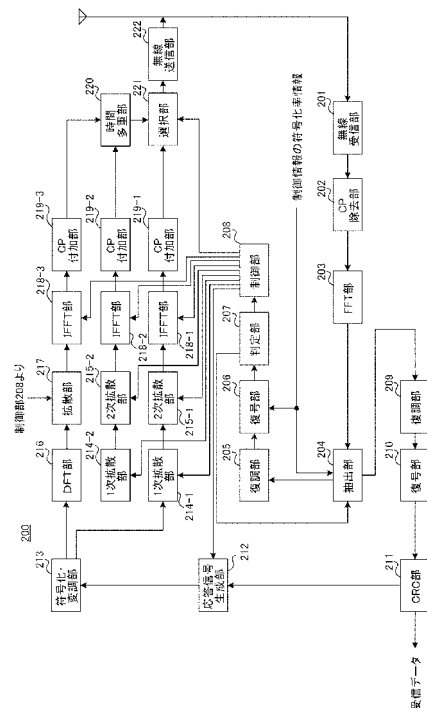 200
制御部208より
213
符号化・変調部
216
DFT部
217
拡散部
218-3
IFFT部
219-3
CP付加部
220
時間多重部
222
無線送信部
214-2
1次拡散部
215-2
2次拡散部
218-2
IFFT部
219-2
CP付加部
221
選択部
214-1
1次拡散部
215-1
2次拡散部
218-1
IFFT部
219-1
CP付加部
212
応答信号生成部
205
復調部
206
復号部
207
判定部
208
制御部
制御情報の符号化率情報
204
抽出部
203
FFT部
202
CP除去部
201
無線受信部
211
CRC部
210
復号部
209
復調部
受信データ